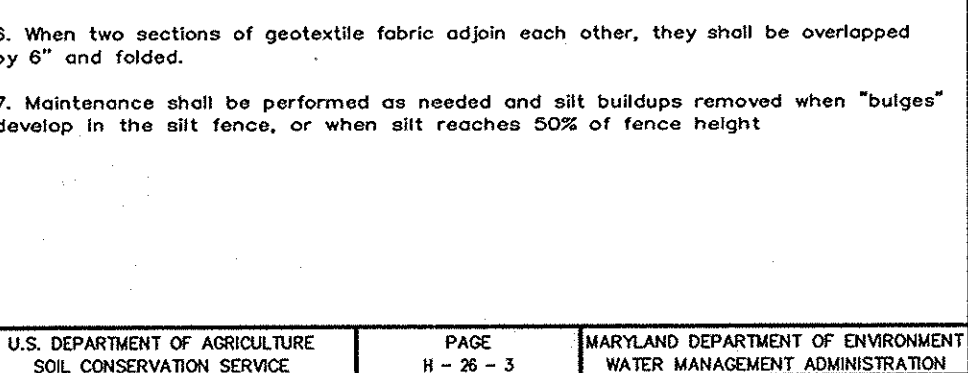 6. When two sections of geotextile fabric adjoin each other, they shall be overlapped
by 6" and folded.
7. Maintenance shall be performed as needed and silt buildups removed when "bulges"
develop in the silt fence, or when silt reaches 50% of fence height
U.S. DEPARTMENT OF AGRICULTURE
SOIL CONSERVATION SERVICE
PAGE
H - 26 - 3
MARYLAND DEPARTMENT OF ENVIRONMENT
WATER MANAGEMENT ADMINISTRATION